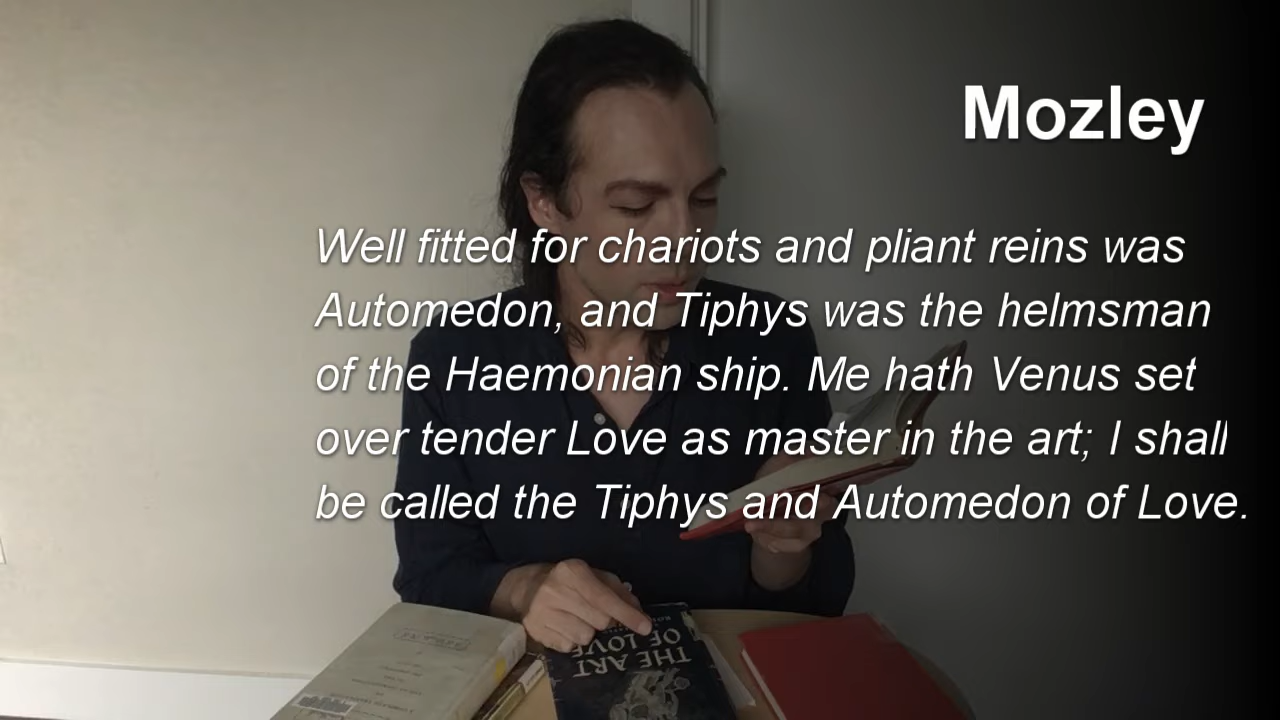 Mozley
Well fitted for chariots and pliant reins was
Automedon, and Tiphys was the helmsman
of the Haemonian ship. Me hath Venus set
over tender Love as master in the art; I shall
be called the Tiphys and Automedon of Love.
THE ART
OF LOVE